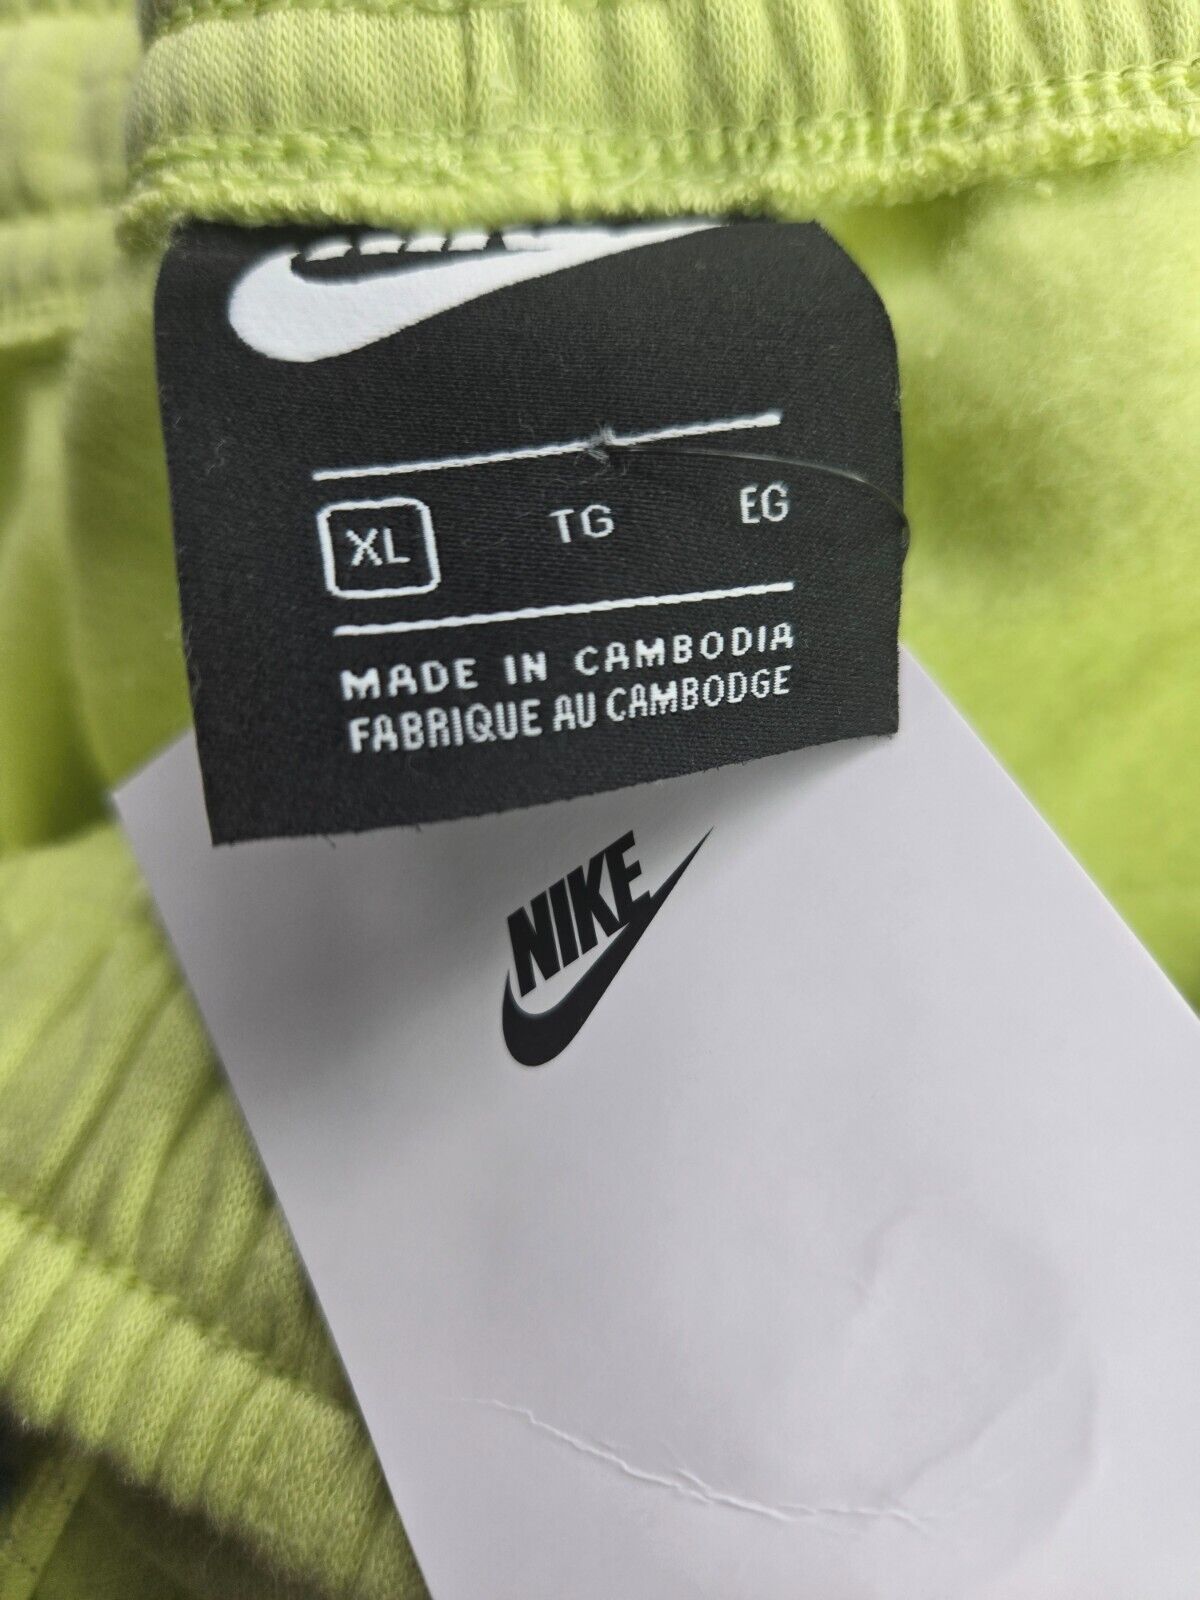 XL TG EG
MADE IN CAMBODIA
FABRIQUE AU CAMBODGE
NIKE